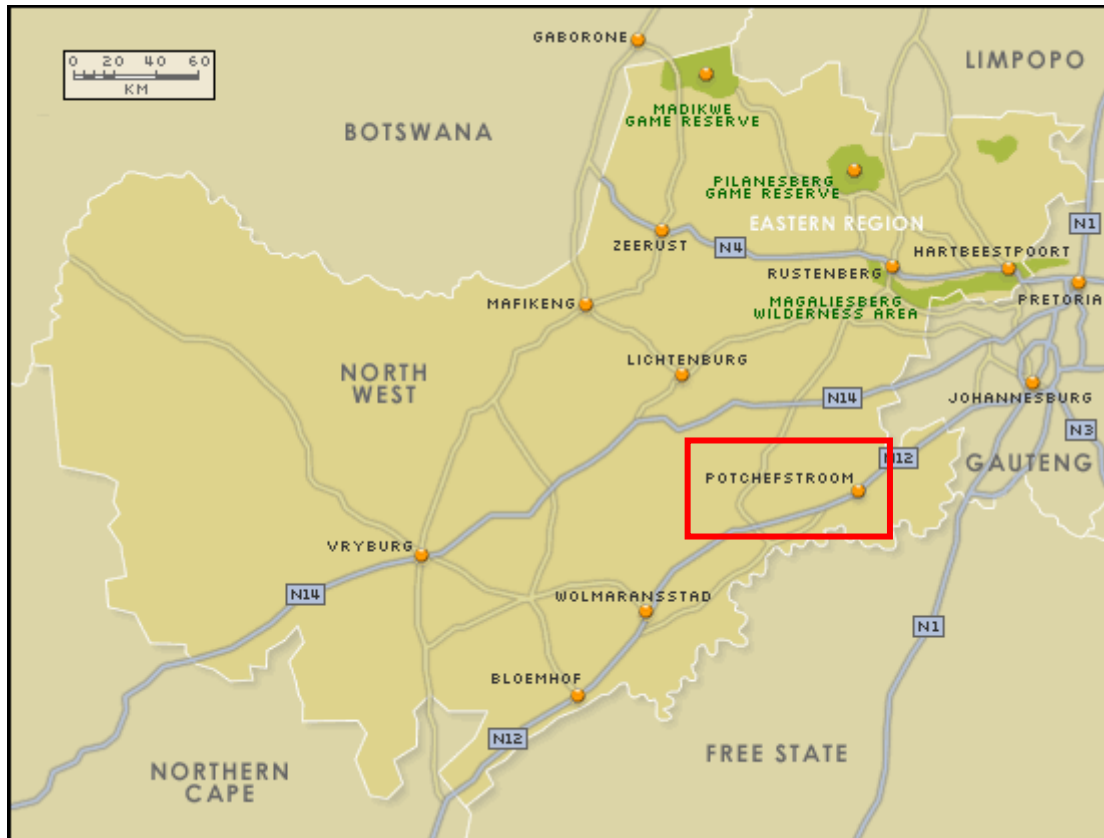 GABORONE
0 20 40 60
KM
LIMPOPO
MADIKWE
GAME RESERVE
BOTSWANA
PILANESBERG
GAME RESERVE
EASTERN REGION
N1
ZEERUST
N4
HARTBEESTPOORT
RUSTENBERG
MAFIKENG
MAGALIESBERG
WILDERNESS AREA
PRETORIA
LICHTENBURG
NORTH
WEST
N14
JOHANNESBURG
N3
N12
GAUTENG
POTCHEFSTROOM
VRYBURG
N14
WOLMARANSSTAD
N1
BLOEMHOF
N12
FREE STATE
NORTHERN
CAPE